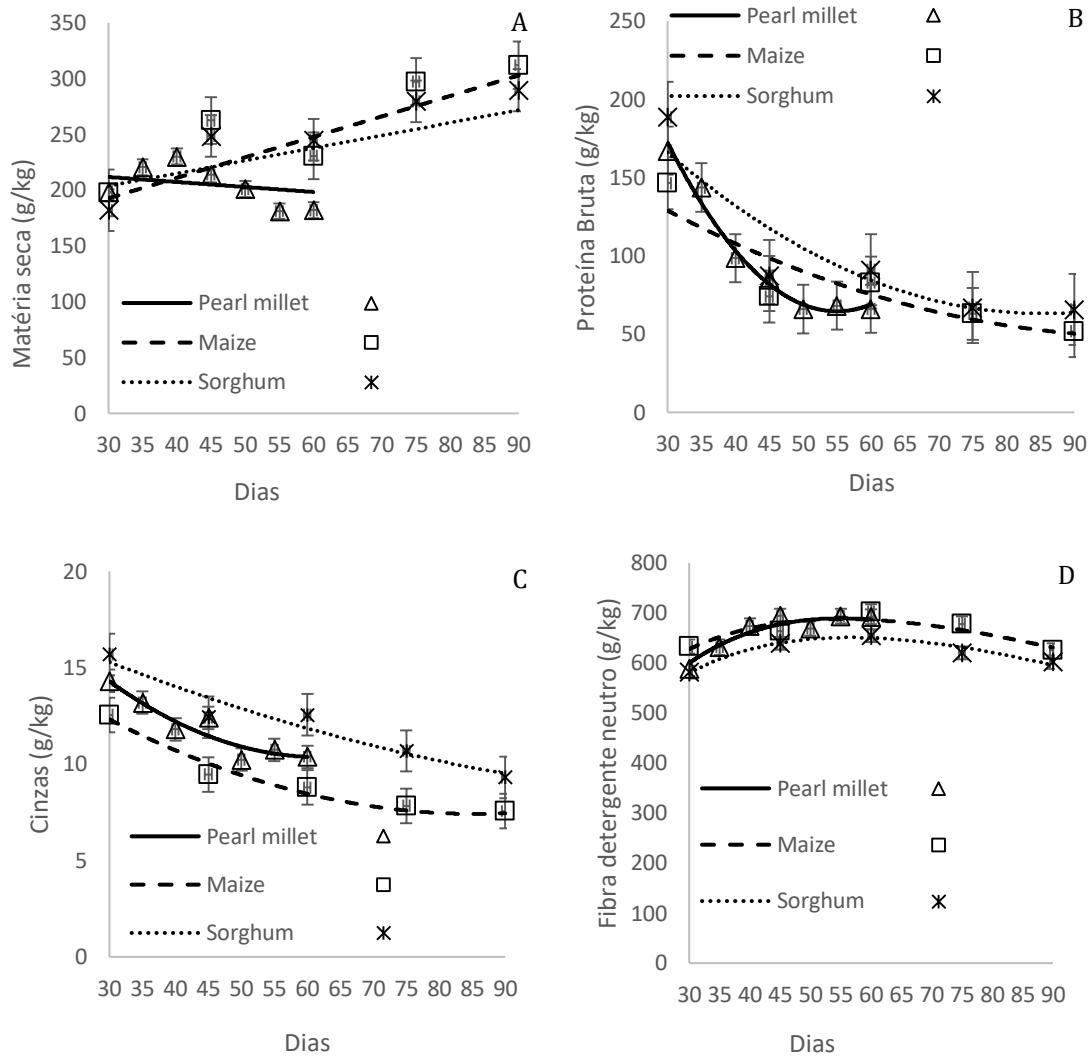 A
Matéria seca (g/kg)
400
350
300
250
200
150
100
50
0
Pearl millet
Maize
Sorghum
30 35 40 45 50 55 60 65 70 75 80 85 90
Dias
B
Proteína Bruta (g/kg)
250
200
150
100
50
0
Pearl millet
Maize
Sorghum
30 35 40 45 50 55 60 65 70 75 80 85 90
Dias
C
Cinzas (g/kg)
20
15
10
5
0
Pearl millet
Maize
Sorghum
30 35 40 45 50 55 60 65 70 75 80 85 90
Dias
D
Fibra detergente neutro (g/kg)
800
700
600
500
400
300
200
100
0
Pearl millet
Maize
Sorghum
30 35 40 45 50 55 60 65 70 75 80 85 90
Dias